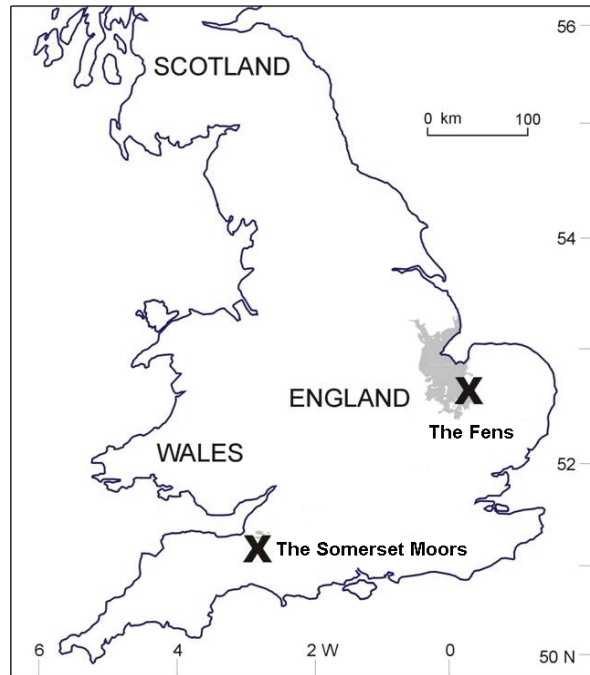 56
SCOTLAND
0 km 100
54
ENGLAND
X
The Fens
WALES
52
X The Somerset Moors
6 4 2 W 0 50 N